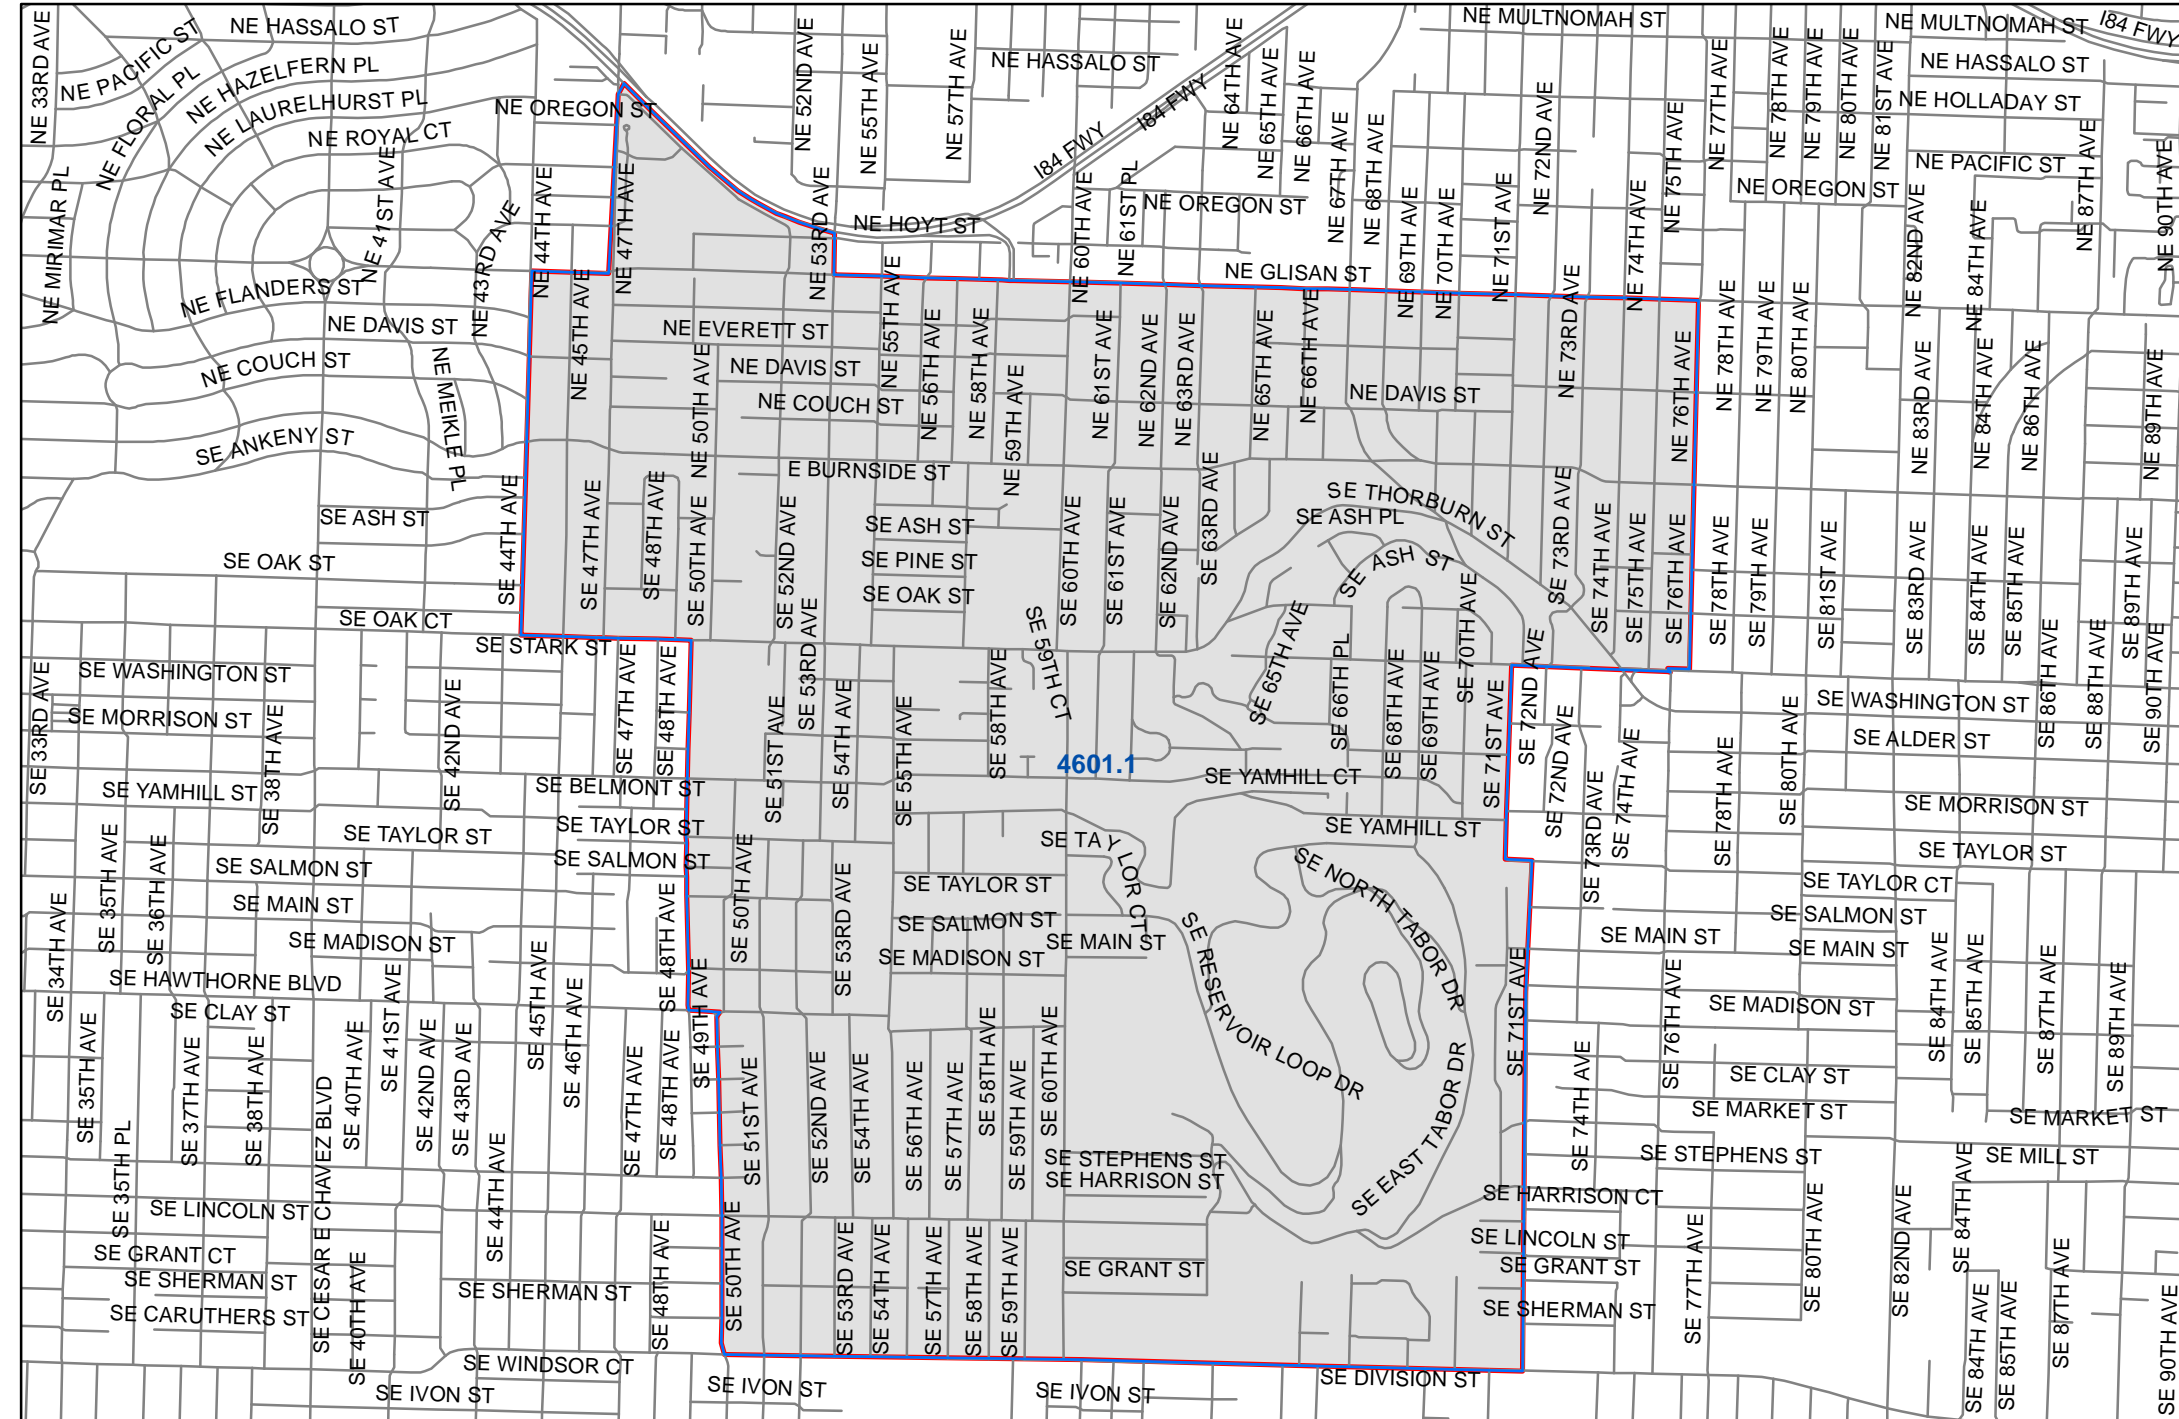 NE HASSALO ST
NE MULTNOMAH ST
NE MULTNOMAH ST
I84 FWY
NE 33RD AVE
NE PACIFIC ST
NE FLORAL PL
NE HAZELFERN PL
NE LAURELHURST PL
NE ROYAL CT
NE OREGON ST
NE 52ND AVE
NE 55TH AVE
NE 57TH AVE
NE HASSALO ST
I84 FWY
I84 FWY
NE 64TH AVE
NE 65TH AVE
NE 66TH AVE
NE 67TH AVE
NE 68TH AVE
NE 72ND AVE
NE 75TH AVE
NE 77TH AVE
NE 78TH AVE
NE 79TH AVE
NE 80TH AVE
NE 81ST AVE
NE HASSALO ST
NE HOLLADAY ST
NE PACIFIC ST
NE OREGON ST
NE 87TH AVE
NE 90TH AVE
NE MIRIMAR PL
NE 41ST AVE
NE 43RD AVE
NE 44TH AVE
NE 47TH AVE
NE 53RD AVE
NE HOYT ST
NE 60TH AVE
NE 61ST PL
NE OREGON ST
NE 69TH AVE
NE 70TH AVE
NE 71ST AVE
NE 74TH AVE
NE 82ND AVE
NE 84TH AVE
NE GLISAN ST
NE FLANDERS ST
NE DAVIS ST
NE COUCH ST
NE MEIKLE PL
SE ANKENY ST
NE 45TH AVE
NE EVERETT ST
NE DAVIS ST
NE COUCH ST
NE 50TH AVE
NE 55TH AVE
NE 56TH AVE
NE 58TH AVE
NE 59TH AVE
NE 61ST AVE
NE 62ND AVE
NE 63RD AVE
NE 65TH AVE
NE 66TH AVE
NE DAVIS ST
NE 73RD AVE
NE 76TH AVE
NE 78TH AVE
NE 79TH AVE
NE 80TH AVE
NE 83RD AVE
NE 84TH AVE
NE 86TH AVE
NE 89TH AVE
E BURNSIDE ST
SE ASH ST
SE OAK ST
SE OAK CT
SE 44TH AVE
SE 47TH AVE
SE 48TH AVE
SE 50TH AVE
SE 52ND AVE
SE ASH ST
SE PINE ST
SE OAK ST
SE 60TH AVE
SE 61ST AVE
SE 62ND AVE
SE 63RD AVE
SE THORBURN ST
SE ASH PL
SE ASH ST
SE 73RD AVE
SE 74TH AVE
SE 75TH AVE
SE 76TH AVE
SE 78TH AVE
SE 79TH AVE
SE 81ST AVE
SE 83RD AVE
SE 84TH AVE
SE 85TH AVE
SE 89TH AVE
SE STARK ST
SE WASHINGTON ST
SE MORRISON ST
SE 33RD AVE
SE 38TH AVE
SE 42ND AVE
SE 47TH AVE
SE 48TH AVE
SE 51ST AVE
SE 53RD AVE
SE 54TH AVE
SE 55TH AVE
SE 58TH AVE
SE 59TH CT
4601.1
SE 65TH AVE
SE 66TH PL
SE 68TH AVE
SE 69TH AVE
SE 70TH AVE
SE 71ST AVE
SE 72ND AVE
SE 72ND AVE
SE 73RD AVE
SE 74TH AVE
SE 78TH AVE
SE 80TH AVE
SE WASHINGTON ST
SE ALDER ST
SE MORRISON ST
SE 86TH AVE
SE 88TH AVE
SE 90TH AVE
SE YAMHILL ST
SE BELMONT ST
SE YAMHILL CT
SE YAMHILL ST
SE TAYLOR ST
SE TAYLOR ST
SE SALMON ST
SE SALMON ST
SE TAYLOR ST
SE TAYLOR CT
SE TAYLOR ST
SE TAYLOR CT
SE MAIN ST
SE MADISON ST
SE HAWTHORNE BLVD
SE CLAY ST
SE 34TH AVE
SE 35TH AVE
SE 36TH AVE
SE 45TH AVE
SE 46TH AVE
SE 48TH AVE
SE 49TH AVE
SE 50TH AVE
SE 53RD AVE
SE SALMON ST
SE MADISON ST
SE MAIN ST
SE RESERVOIR LOOP DR
SE NORTH TABOR DR
SE EAST TABOR DR
SE 71ST AVE
SE SALMON ST
SE MAIN ST
SE MAIN ST
SE MADISON ST
SE CLAY ST
SE MARKET ST
SE MARKET ST
SE 76TH AVE
SE 84TH AVE
SE 85TH AVE
SE 87TH AVE
SE 89TH AVE
SE 35TH AVE
SE 35TH PL
SE 37TH AVE
SE 38TH AVE
SE CESAR E CHAVEZ BLVD
SE 40TH AVE
SE 41ST AVE
SE 42ND AVE
SE 43RD AVE
SE 44TH AVE
SE 47TH AVE
SE 48TH AVE
SE 51ST AVE
SE 52ND AVE
SE 54TH AVE
SE 56TH AVE
SE 57TH AVE
SE 58TH AVE
SE 59TH AVE
SE 60TH AVE
SE STEPHENS ST
SE HARRISON ST
SE 74TH AVE
SE STEPHENS ST
SE MILL ST
SE HARRISON CT
SE LINCOLN ST
SE GRANT ST
SE SHERMAN ST
SE LINCOLN ST
SE GRANT CT
SE SHERMAN ST
SE CARUTHERS ST
SE 40TH AVE
SE SHERMAN ST
SE 48TH AVE
SE 50TH AVE
SE 53RD AVE
SE 54TH AVE
SE 57TH AVE
SE 58TH AVE
SE 59TH AVE
SE GRANT ST
SE 77TH AVE
SE 80TH AVE
SE 82ND AVE
SE 84TH AVE
SE 84TH AVE
SE 85TH AVE
SE 87TH AVE
SE 90TH AVE
SE WINDSOR CT
SE IVON ST
SE IVON ST
SE IVON ST
SE DIVISION ST